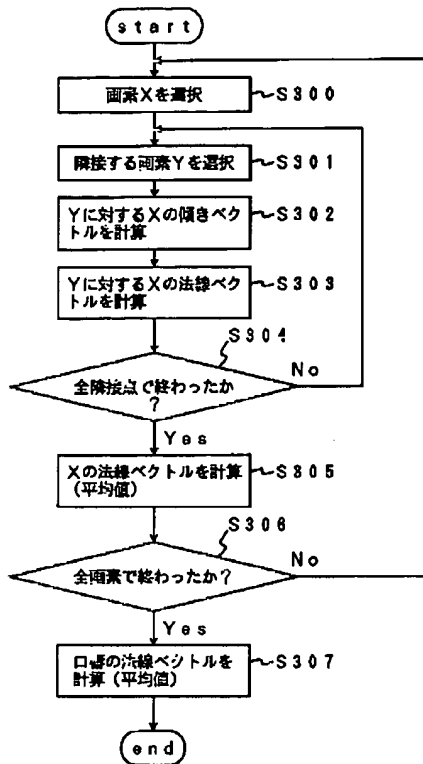 start
画素Xを選択
S300
隣接する画素Yを選択
S301
Yに対するXの傾きベ
クトルを計算
S302
Yに対するXの法線ベ
クトルを計算
S303
S304
全隣接点で終わったか
?
No
Yes
Xの法線ベクトルを計算
(平均値)
S305
S306
全画素で終わったか?
No
Yes
口唇の法線ベクトルを
計算(平均値)
S307
end